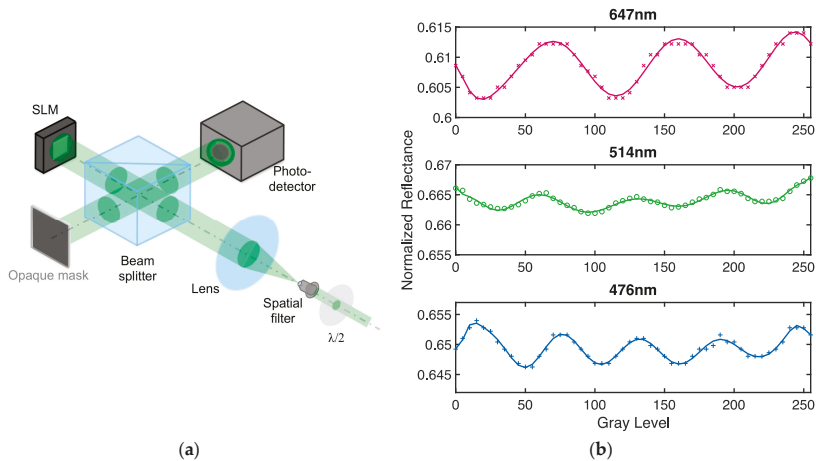 SLM
Photo-
detector
Opaque mask
Beam
splitter
Lens
Spatial
filter
λ/2
(a)
647nm
0.615
0.605
0.6
0 50 100 150 200 250
514nm
0.67
0.665
0.66
0.655
0 50 100 150 200 250
476nm
0.655
0.65
0.645
0 50 100 150 200 250
Normalized Reflectance
Gray Level
(b)